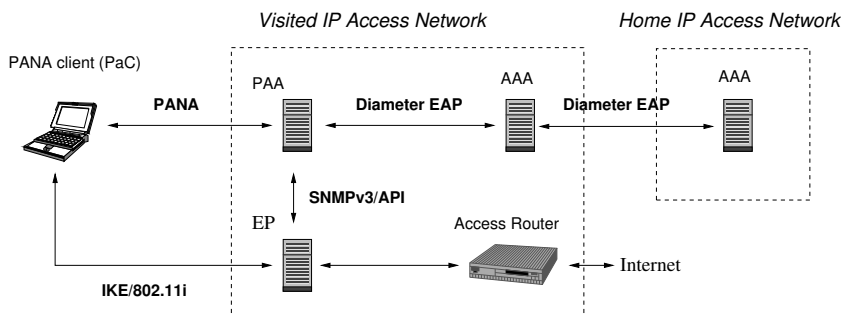 Visited IP Access Network
Home IP Access Network
PANA client (PaC)
PAA
AAA
AAA
PANA
Diameter EAP
Diameter EAP
SNMPv3/API
EP
Access Router
Internet
IKE/802.11i